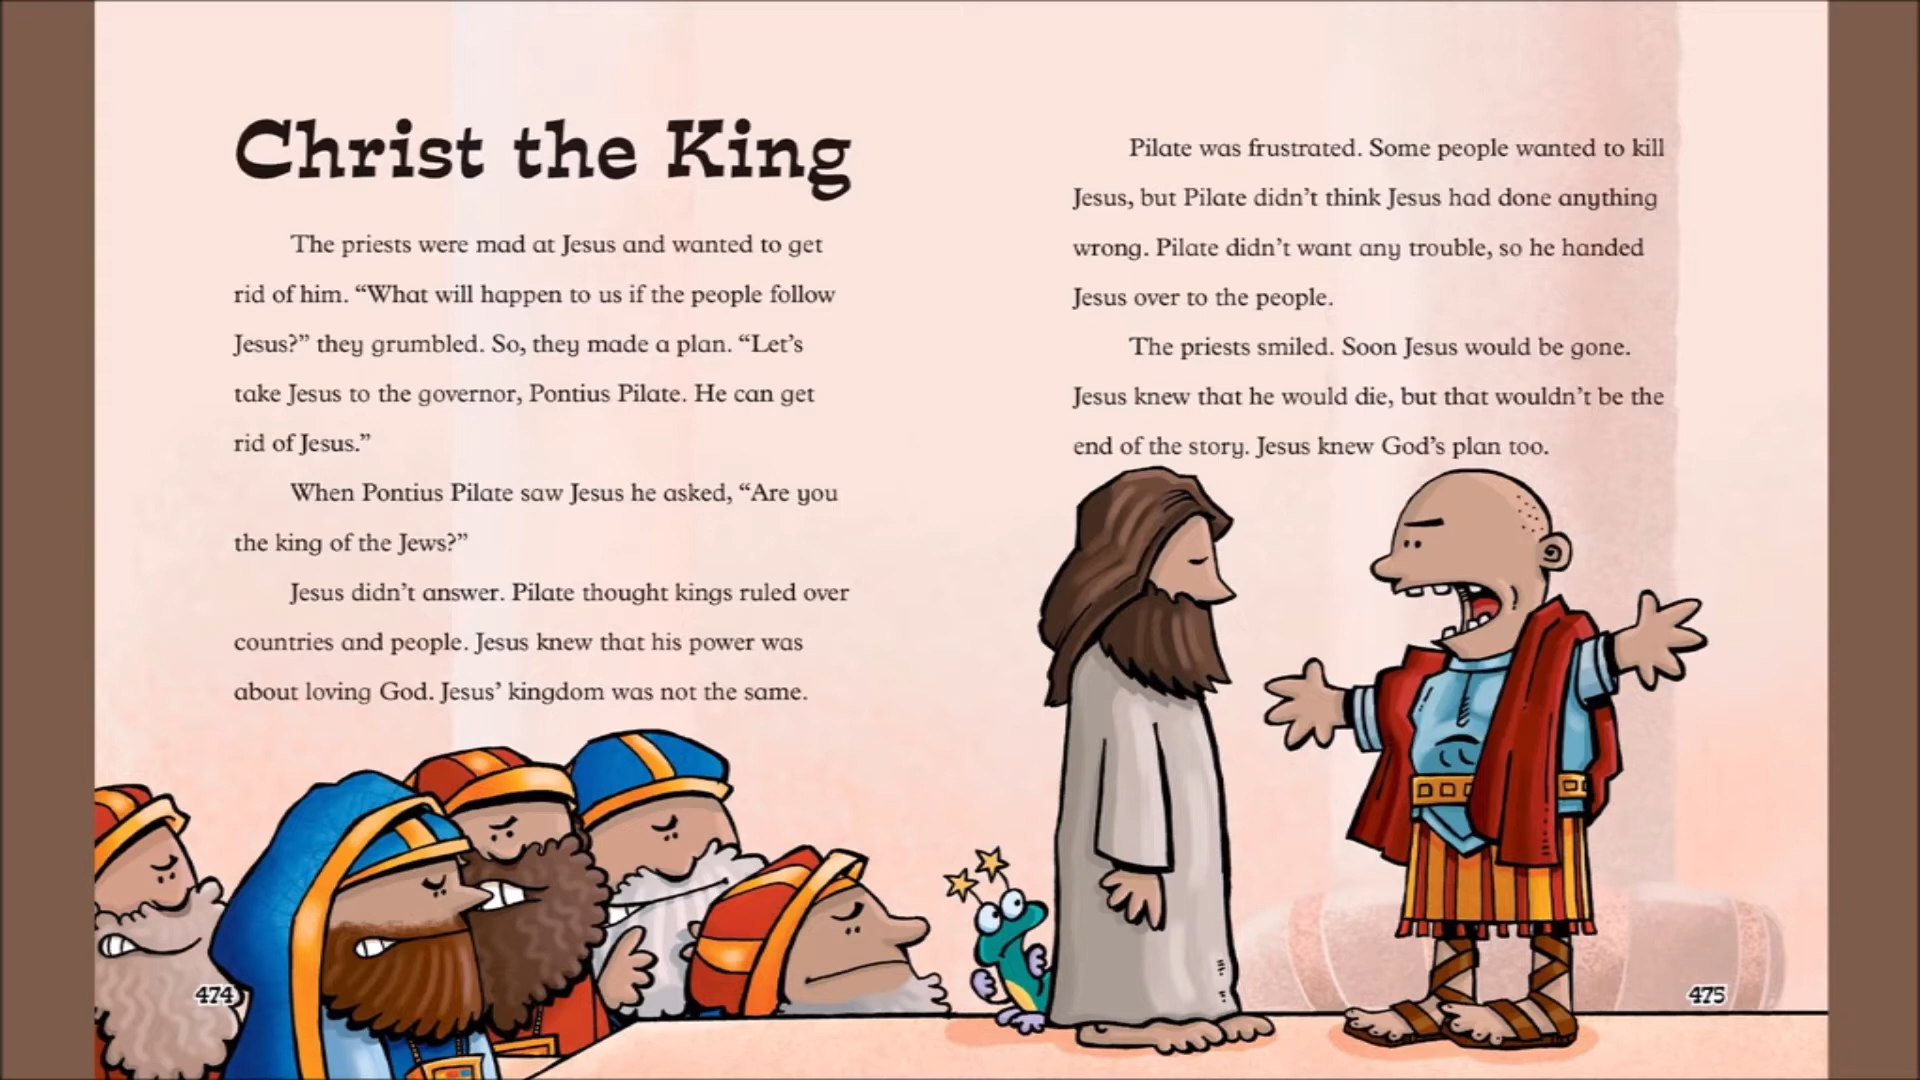 Christ the King
The priests were mad at Jesus and wanted to get
rid of him. “What will happen to us if the people follow
Jesus?” they grumbled. So, they made a plan. “Let’s
take Jesus to the governor, Pontius Pilate. He can get
rid of Jesus.”
When Pontius Pilate saw Jesus he asked, “Are you
the king of the Jews?”
Jesus didn’t answer. Pilate thought kings ruled over
countries and people. Jesus knew that his power was
about loving God. Jesus’ kingdom was not the same.
474
Pilate was frustrated. Some people wanted to kill
Jesus, but Pilate didn’t think Jesus had done anything
wrong. Pilate didn’t want any trouble, so he handed
Jesus over to the people.
The priests smiled. Soon Jesus would be gone.
Jesus knew that he would die, but that wouldn’t be the
end of the story. Jesus knew God’s plan too.
475